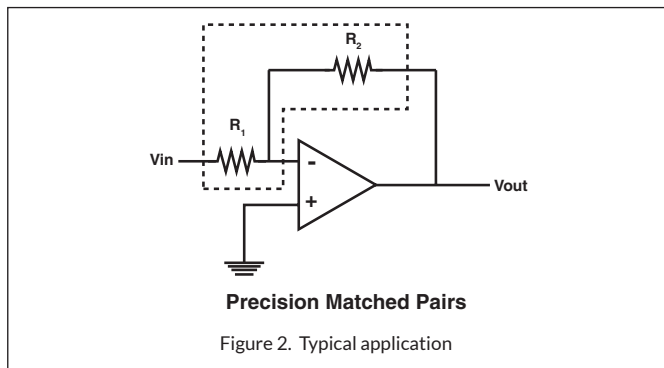 R₂
R₁
Vin
-
+
Vout
Precision Matched Pairs
Figure 2. Typical application